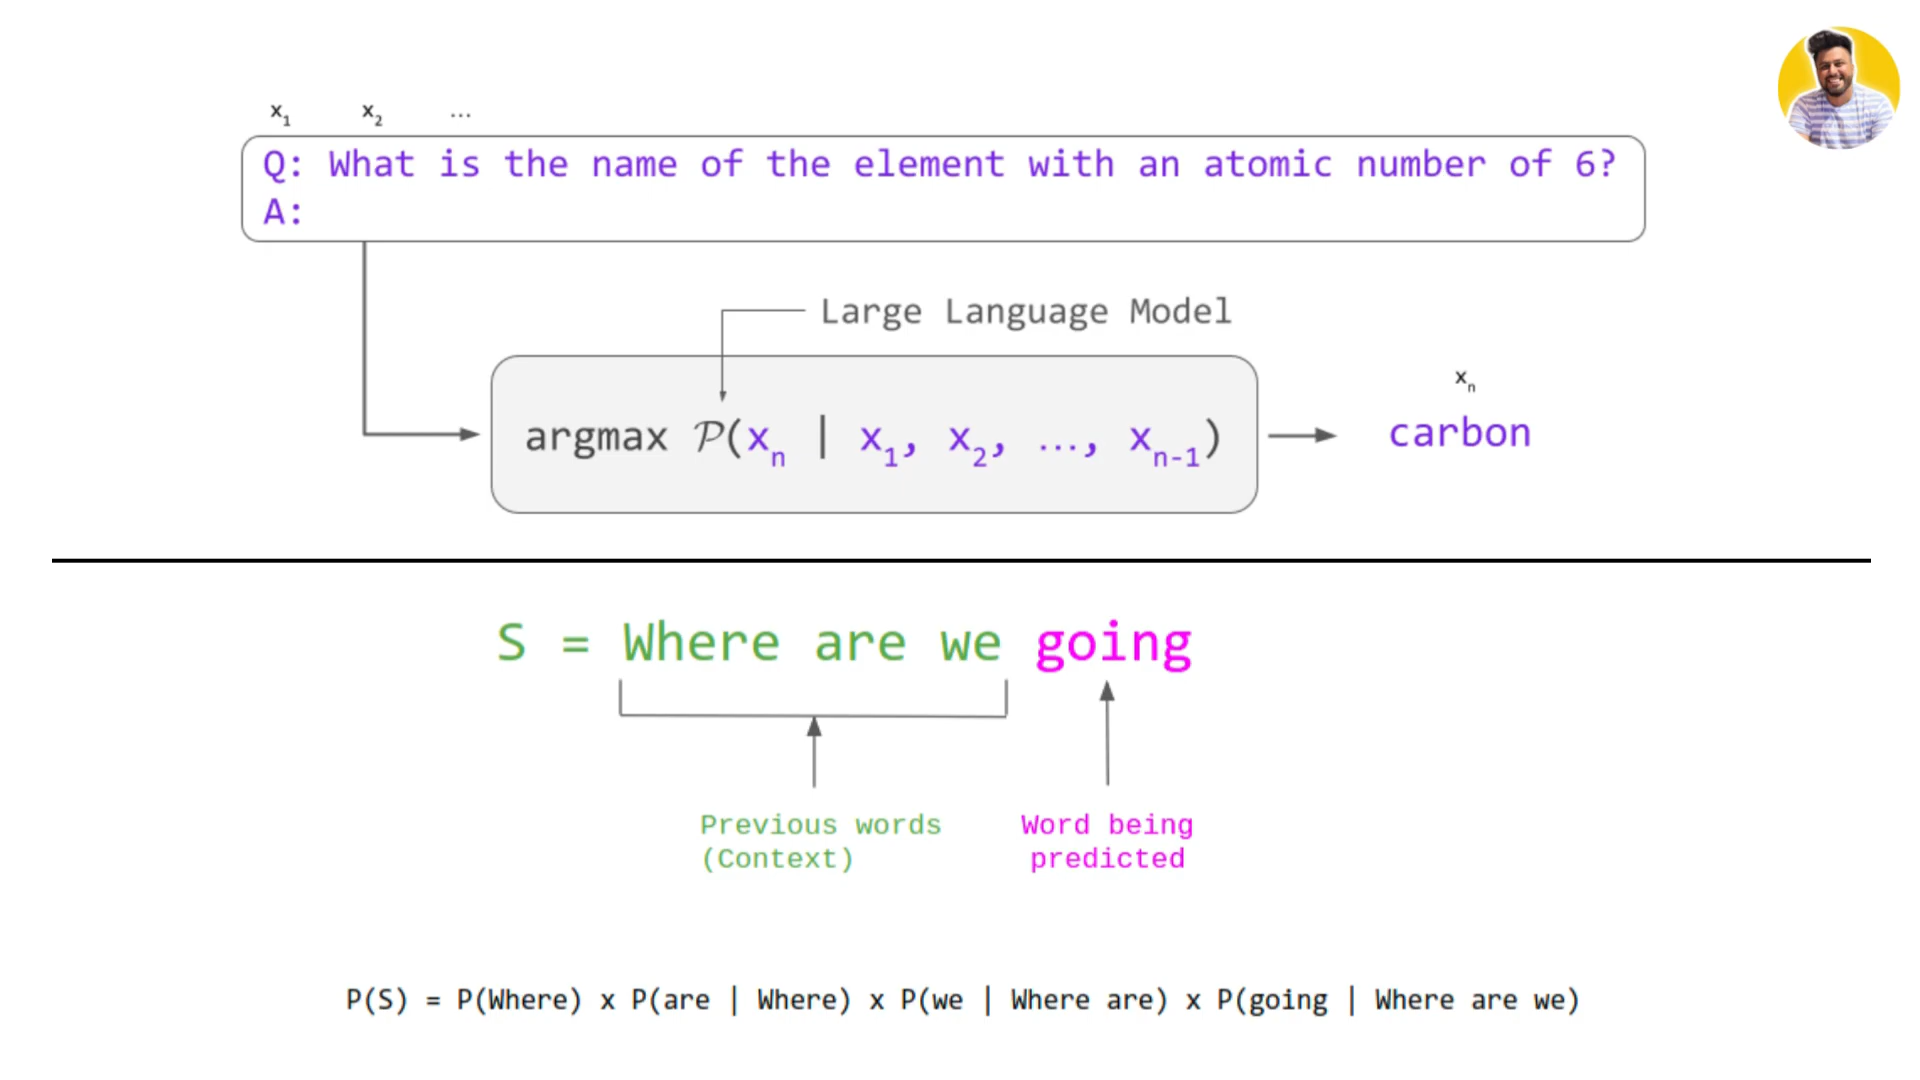 x1 x2 ...
Q: What is the name of the element with an atomic number of 6?
A:
Large Language Model
xn
argmax P(xn | x1, x2, ..., xn-1)
carbon
S = Where are we going
Previous words
(Context)
Word being
predicted
P(S) = P(Where) x P(are | Where) x P(we | Where are) x P(going | Where are we)